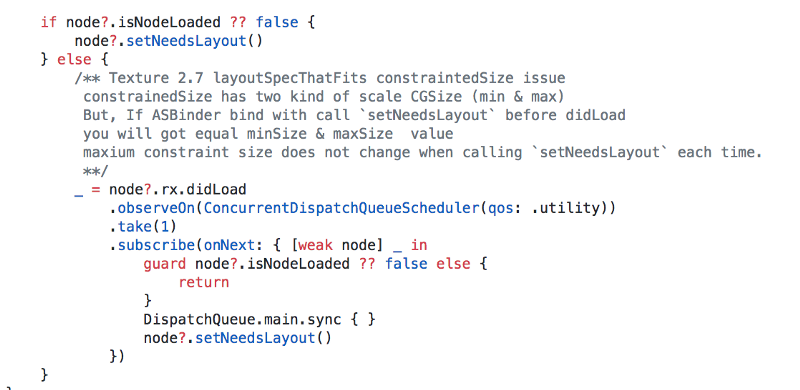 if node?.isNodeLoaded ?? false {
node?.setNeedsLayout()
} else {
/** Texture 2.7 layoutSpecThatFits constraintedSize issue
constrainedSize has two kind of scale CGSize (min & max)
But, If ASBinder bind with call `setNeedsLayout` before didLoad
you will got equal minSize & maxSize  value
maxium constraint size does not change when calling `setNeedsLayout` each time.
**/
_ = node?.rx.didLoad
.observeOn(ConcurrentDispatchQueueScheduler(qos: .utility))
.take(1)
.subscribe(onNext: { [weak node] _ in
guard node?.isNodeLoaded ?? false else {
return
}
DispatchQueue.main.sync { }
node?.setNeedsLayout()
})
}